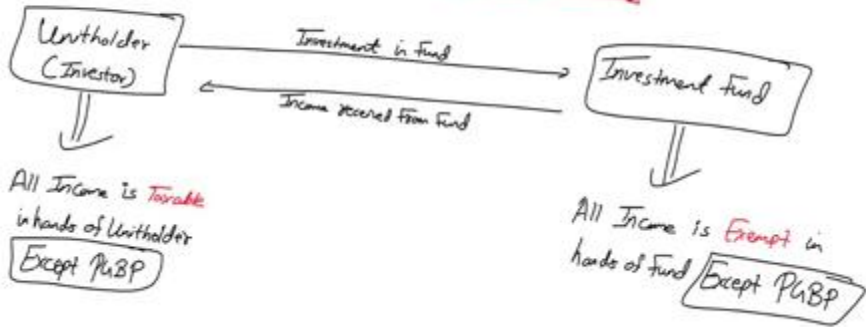 Unitholder
(Investor)
Investment in Fund
Income received from Fund
Investment Fund
All Income is Taxable
in hands of Unitholder
Except PGBP
All Income is Exempt in
hands of Fund Except PGBP